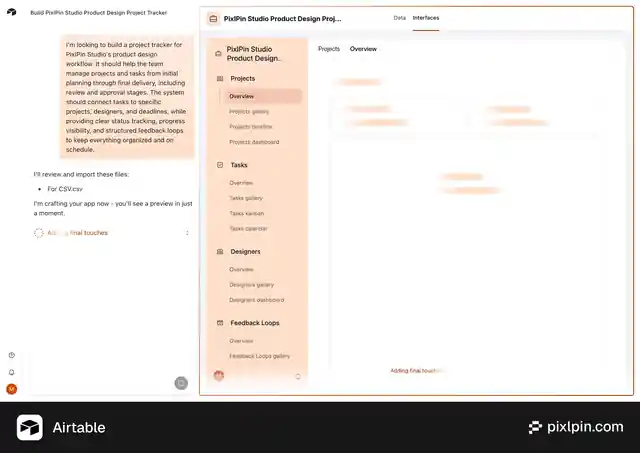 Build PixlPin Studio Product Design Project Tracker
I'm looking to build a project tracker for
PixlPin Studio's product design
workflow. it should help the team
manage projects and tasks from initial
planning through final delivery, including
review and approval stages. The system
should connect tasks to specific
projects, designers, and deadlines, while
providing clear status tracking, progress
visibility, and structured feedback loops
to keep everything organized and on
schedule.
I'll review and import these files:
• For CSV.csv
I'm crafting your app now - you'll see a preview in just
a moment.
Adding final touches
M
PixlPin Studio Product Design Proj...
Data
Interfaces
PixlPin Studio
Product Design...
Projects
Overview
Projects gallery
Projects timeline
Projects dashboard
Tasks
Overview
Tasks gallery
Tasks kanban
Tasks calendar
Designers
Overview
Designers gallery
Designers dashboard
Feedback Loops
Overview
Feedback Loops gallery
Projects
Overview
Adding final touches
Airtable
pixlpin.com